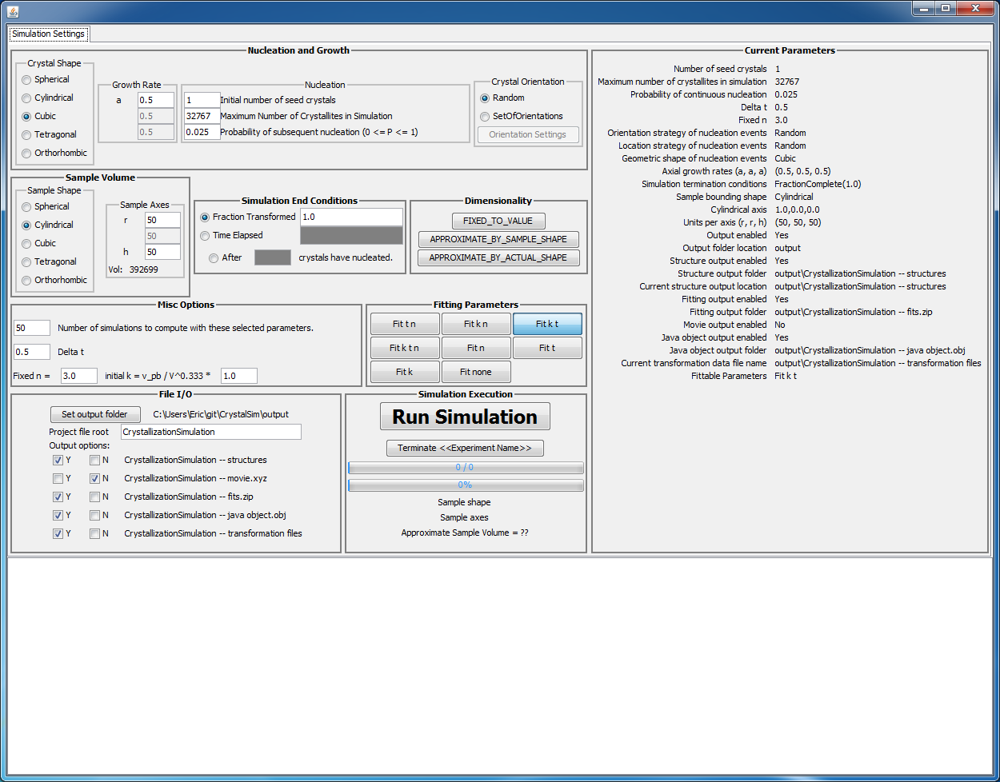 Simulation Settings
Nucleation and Growth
Crystal Shape
Spherical
Cylindrical
Cubic
Tetragonal
Orthorhombic
Growth Rate
a 0.5
0.5
0.5
Nucleation
1 Initial number of seed crystals
32767 Maximum Number of Crystallites in Simulation
0.025 Probability of subsequent nucleation (0 <= P <= 1)
Crystal Orientation
Random
SetOfOrientations
Orientation Settings
Sample Volume
Sample Shape
Spherical
Cylindrical
Cubic
Tetragonal
Orthorhombic
Sample Axes
r 50
50
h 50
Vol: 392699
Simulation End Conditions
Fraction Transformed 1.0
Time Elapsed
After crystals have nucleated.
Dimensionality
FIXED_TO_VALUE
APPROXIMATE_BY_SAMPLE_SHAPE
APPROXIMATE_BY_ACTUAL_SHAPE
Misc Options
50 Number of simulations to compute with these selected parameters.
0.5 Delta t
Fixed n = 3.0 initial k = v_pb / V^0.333 * 1.0
Fitting Parameters
Fit t n Fit k n Fit k t
Fit k t n Fit n Fit t
Fit k Fit none
File I/O
Set output folder C:\Users\Eric\git\CrystalSim\output
Project file root CrystallizationSimulation
Output options:
Y N CrystallizationSimulation -- structures
Y N CrystallizationSimulation -- movie.xyz
Y N CrystallizationSimulation -- fits.zip
Y N CrystallizationSimulation -- java object.obj
Y N CrystallizationSimulation -- transformation files
Simulation Execution
Run Simulation
Terminate <<Experiment Name>>
0 / 0
0%
Sample shape
Sample axes
Approximate Sample Volume = ??
Current Parameters
Number of seed crystals 1
Maximum number of crystallites in simulation 32767
Probability of continuous nucleation 0.025
Delta t 0.5
Fixed n 3.0
Orientation strategy of nucleation events Random
Location strategy of nucleation events Random
Geometric shape of nucleation events Cubic
Axial growth rates (a, a, a) (0.5, 0.5, 0.5)
Simulation termination conditions FractionComplete(1.0)
Sample bounding shape Cylindrical
Cylindrical axis 1.0,0.0,0.0
Units per axis (r, r, h) (50, 50, 50)
Output enabled Yes
Output folder location output
Structure output enabled Yes
Structure output folder output\CrystallizationSimulation -- structures
Current structure output location output\CrystallizationSimulation -- structures
Fitting output enabled Yes
Fitting output folder output\CrystallizationSimulation -- fits.zip
Movie output enabled No
Java object output enabled Yes
Java object output folder output\CrystallizationSimulation -- java object.obj
Current transformation data file name output\CrystallizationSimulation -- transformation files
Fittable Parameters Fit k t